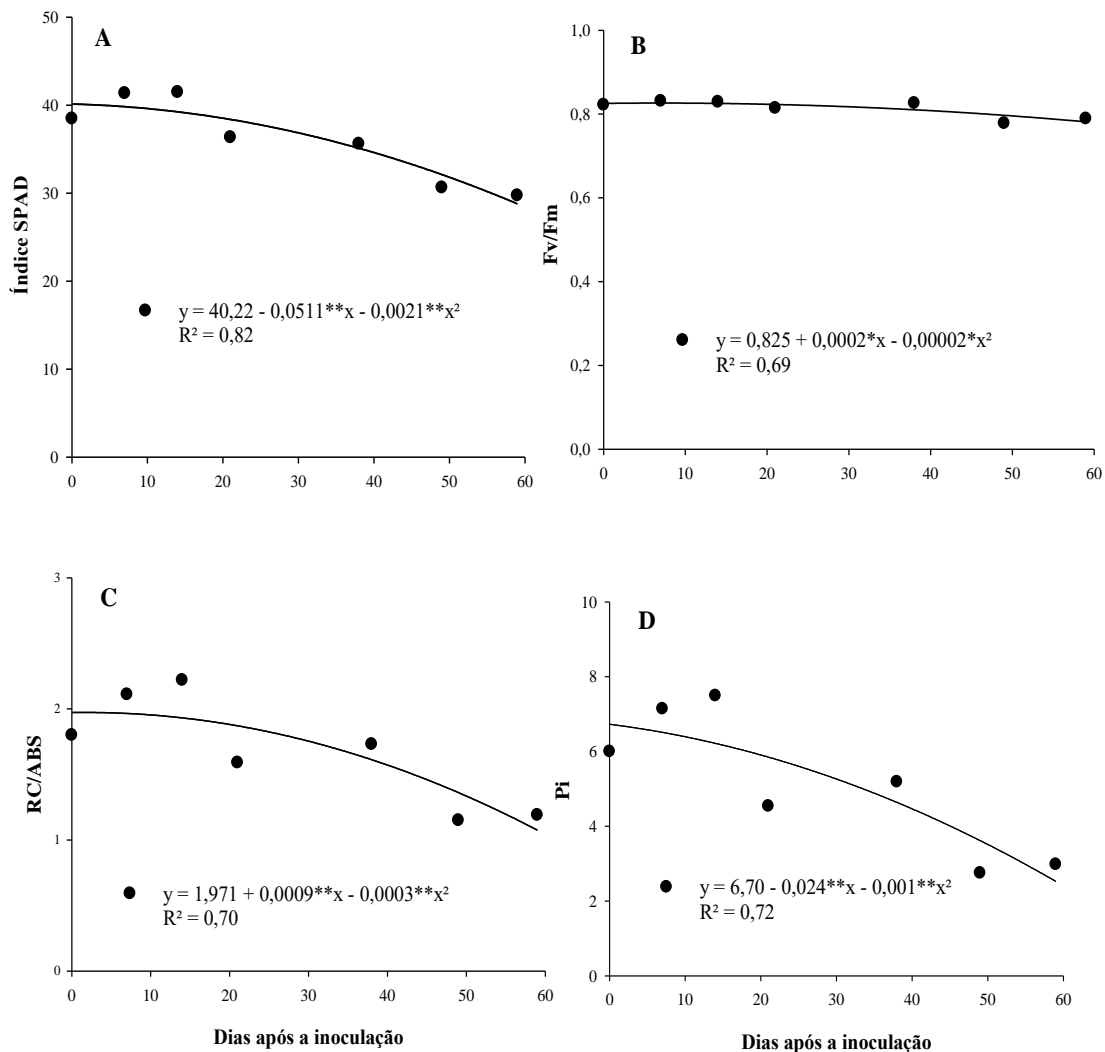 A
50
40
30
20
10
0
Índice SPAD
y = 40,22 - 0,0511**x - 0,0021**x²
R² = 0,82
0 10 20 30 40 50 60
B
1,0
0,8
0,6
0,4
0,2
0,0
Fv/Fm
y = 0,825 + 0,0002*x - 0,00002*x²
R² = 0,69
0 10 20 30 40 50 60
C
3
2
1
0
RC/ABS
y = 1,971 + 0,0009**x - 0,0003**x²
R² = 0,70
0 10 20 30 40 50 60
Dias após a inoculação
D
10
8
6
4
2
0
Pi
y = 6,70 - 0,024**x - 0,001**x²
R² = 0,72
0 10 20 30 40 50 60
Dias após a inoculação